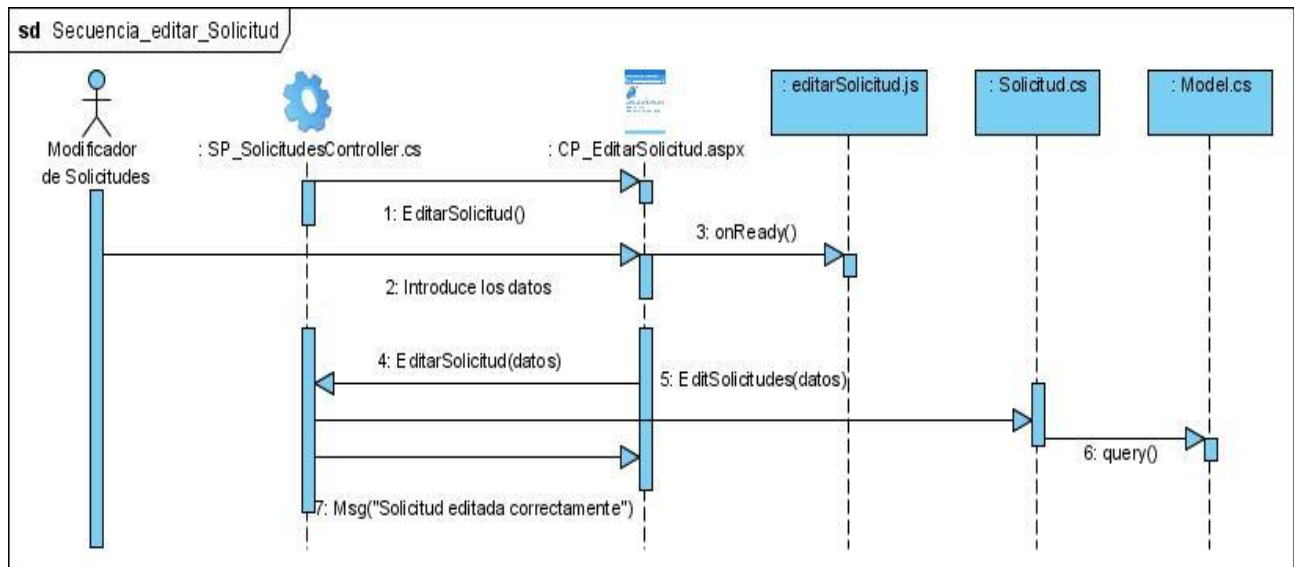 sd Secuencia_editar_Solicitud
Modificador
de Solicitudes
: SP_SolicitudesController.cs
: CP_EditarSolicitud.aspx
: editarSolicitud.js
: Solicitud.cs
: Model.cs
1: EditarSolicitud()
3: onReady()
2: Introduce los datos
4: EditarSolicitud(datos)
5: EditSolicitudes(datos)
6: query()
7: Msg("Solicitud editada correctamente")